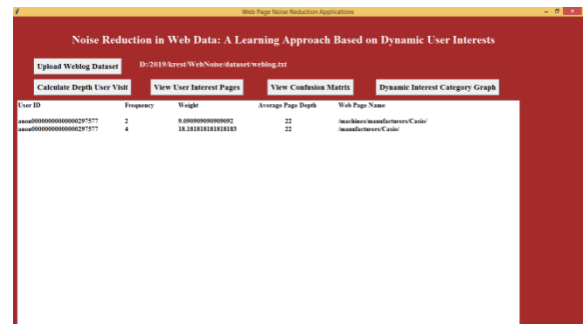 Web Page Noise Reduction Applications
Noise Reduction in Web Data: A Learning Approach Based on Dynamic User Interests
Upload Weblog Dataset D:/2019/krest/WebNoise/dataset/weblog.txt
Calculate Depth User Visit View User Interest Pages View Confusion Matrix Dynamic Interest Category Graph
User ID Frequency Weight Average Page Depth Web Page Name
anon0000000000000297577 2 9.090909090909092 22 /machines/manufacturers/Casio/
anon0000000000000297577 4 18.181818181818183 22 /manufacturers/Casio/